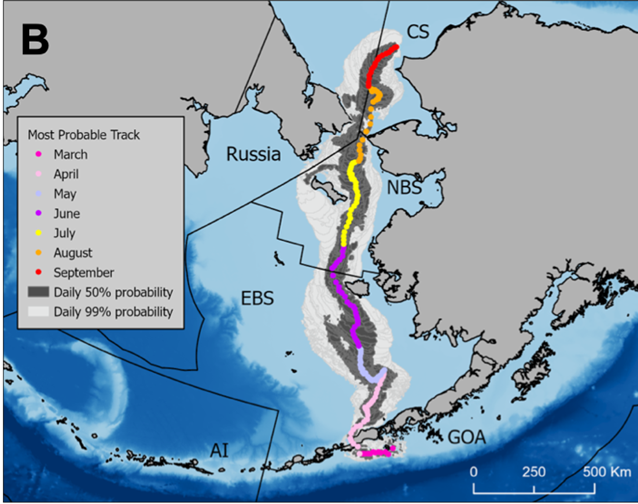 B
CS
Most Probable Track
March
April
May
June
July
August
September
Daily 50% probability
Daily 99% probability
Russia
NBS
EBS
AI
GOA
0 250 500 Km